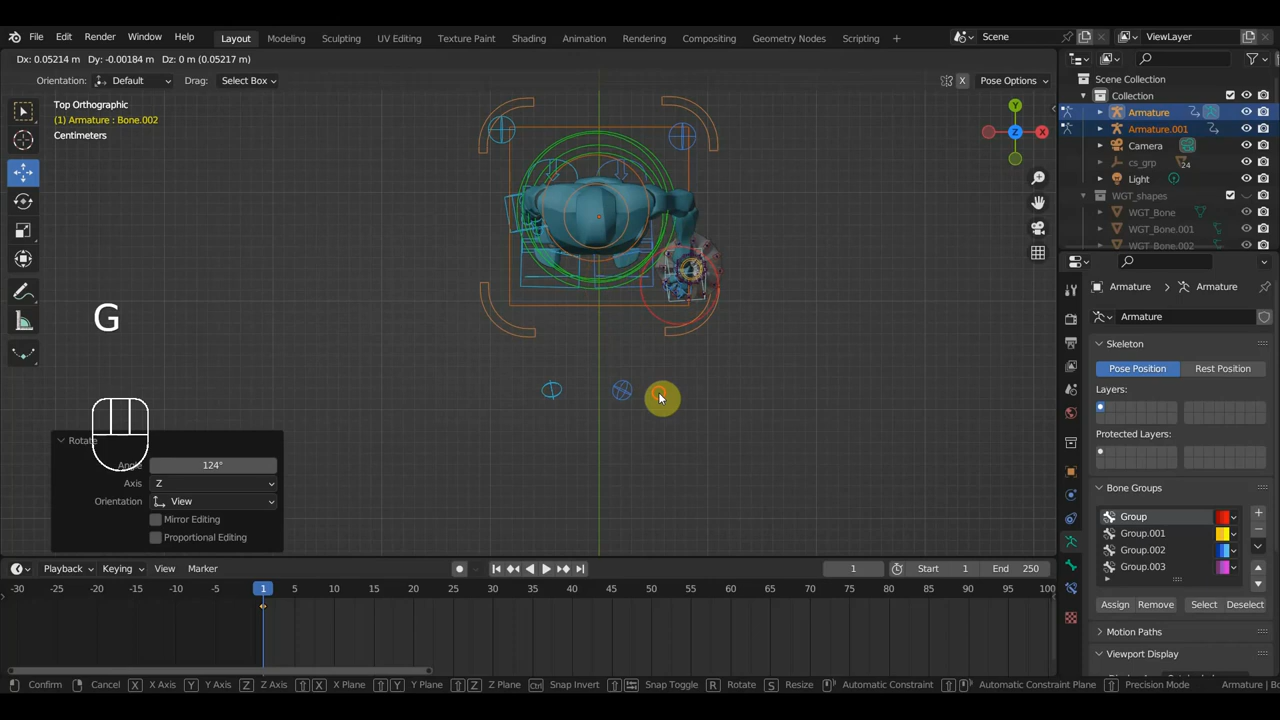 File Edit Render Window Help
Layout Modeling Sculpting UV Editing Texture Paint Shading Animation Rendering Compositing Geometry Nodes Scripting +
Scene ViewLayer
Dx: 0.05214 m Dy: -0.00184 m Dz: 0 m (0.05217 m)
Orientation: Default Drag: Select Box X Pose Options
Top Orthographic
(1) Armature : Bone.002
Centimeters
Y
Z X
Scene Collection
Collection
Armature
Armature.001
Camera
cs_grp 24
Light
WGT_shapes
WGT_Bone
WGT_Bone.001
WGT_Bone.002
Armature Armature
Armature
Skeleton
Pose Position Rest Position
Layers:
Protected Layers:
Bone Groups
Group
Group.001
Group.002
Group.003
Assign Remove Select Deselect
Motion Paths
Viewport Display
G
Rotate
Angle 124°
Axis Z
Orientation View
Mirror Editing
Proportional Editing
Playback Keying View Marker 1 Start 1 End 250
-30 -25 -20 -15 -10 -5 1 5 10 15 20 25 30 35 40 45 50 55 60 65 70 75 80 85 90 95 100
Confirm Cancel X X Axis Y Y Axis Z Z Axis X X Plane Y Y Plane Z Z Plane Ctrl Snap Invert Snap Toggle R Rotate S Resize Automatic Constraint Automatic Constraint Plane Precision Mode Armature | Bo